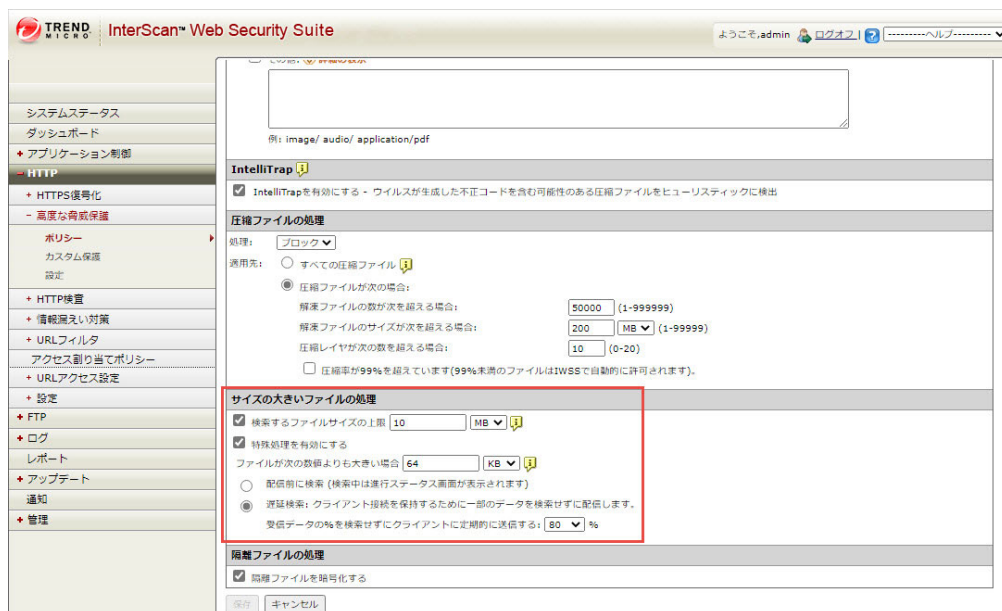 TREND MICRO InterScan™ Web Security Suite
ようこそ,admin ログオフ | ---------ヘルプ---------
システムステータス
ダッシュボード
+ アプリケーション制御
− HTTP
+ HTTPS復号化
− 高度な脅威保護
ポリシー
カスタム保護
設定
+ HTTP検査
+ 情報漏えい対策
+ URLフィルタ
アクセス割り当てポリシー
+ URLアクセス設定
+ 設定
+ FTP
+ ログ
レポート
+ アップデート
通知
+ 管理
その他: 詳細の表示
例: image/ audio/ application/pdf
IntelliTrap
IntelliTrapを有効にする - ウイルスが生成した不正コードを含む可能性のある圧縮ファイルをヒューリスティックに検出
圧縮ファイルの処理
処理: ブロック
適用先: すべての圧縮ファイル
圧縮ファイルが次の場合:
解凍ファイルの数が次を超える場合: 50000 (1-999999)
解凍ファイルのサイズが次を超える場合: 200 MB (1-99999)
圧縮レイヤが次の数を超える場合: 10 (0-20)
圧縮率が99%を超えています(99%未満のファイルはIWSSで自動的に許可されます)。
サイズの大きいファイルの処理
検索するファイルサイズの上限 10 MB
特殊処理を有効にする
ファイルが次の数値よりも大きい場合 64 KB
配信前に検索 (検索中は進行ステータス画面が表示されます)
遅延検索: クライアント接続を保持するために一部のデータを検索せずに配信します。
受信データの%を検索せずにクライアントに定期的に送信する: 80 %
隔離ファイルの処理
隔離ファイルを暗号化する
保存 キャンセル